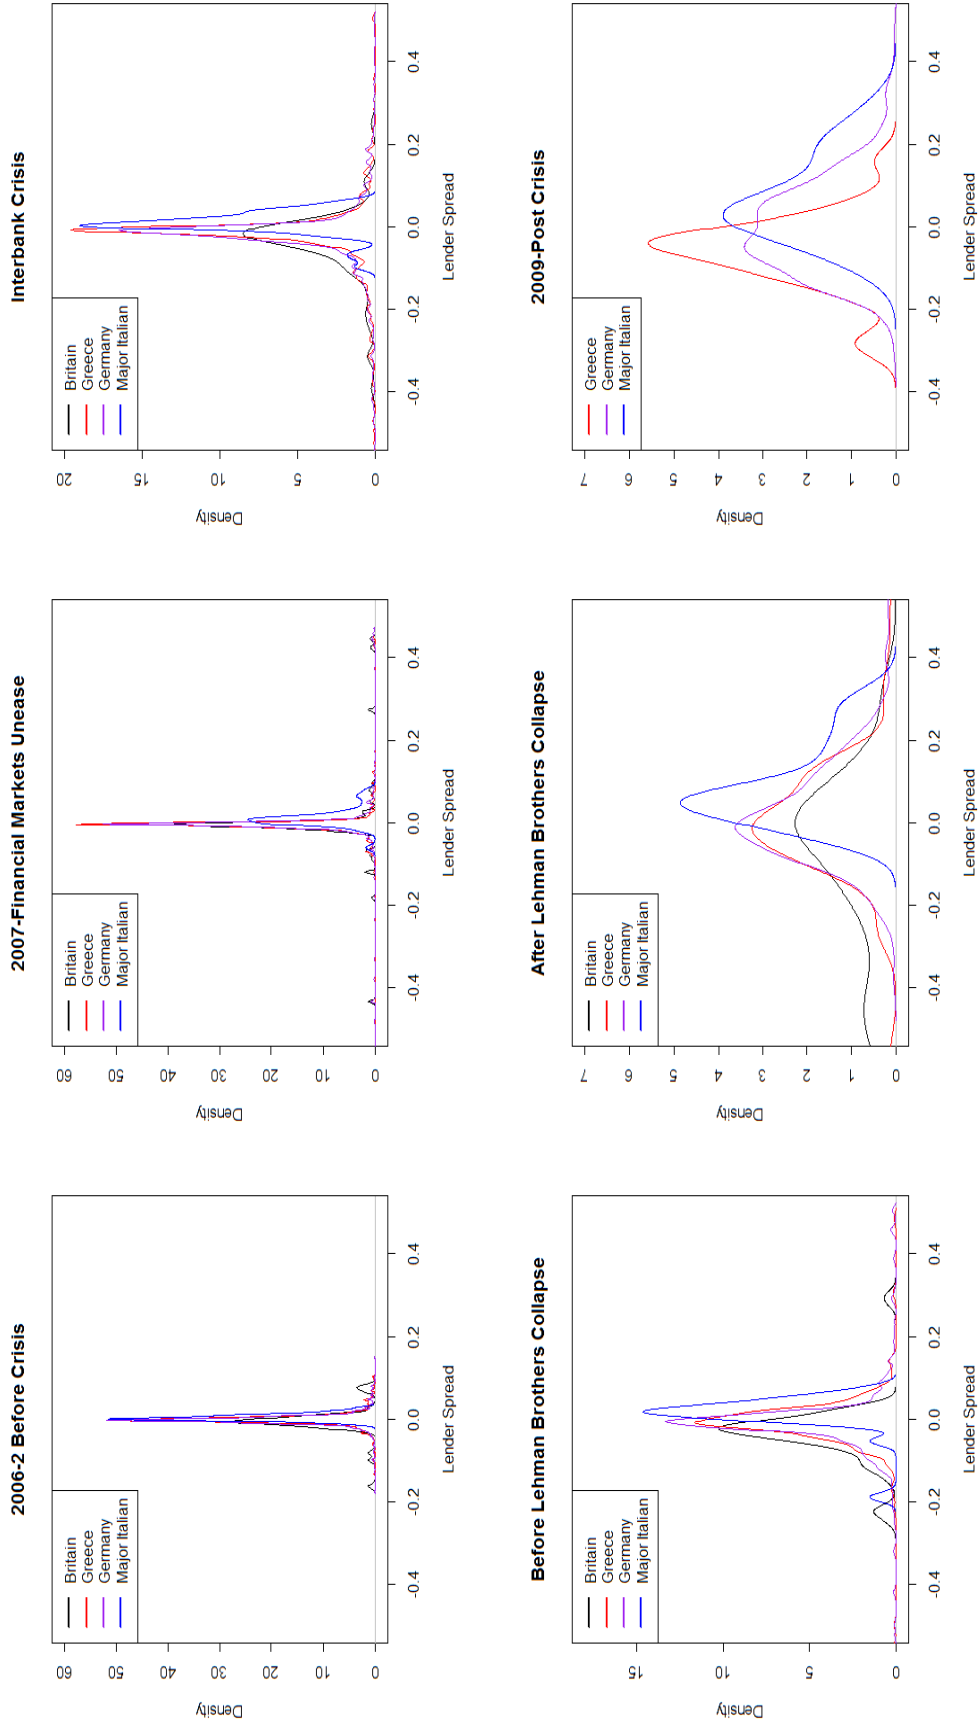 2006-2 Before Crisis
Britain
Greece
Germany
Major Italian
Density
60
50
40
30
20
10
0
-0.4 -0.2 0.0 0.2 0.4
Lender Spread
2007-Financial Markets Unease
Britain
Greece
Germany
Major Italian
Density
60
50
40
30
20
10
0
-0.4 -0.2 0.0 0.2 0.4
Lender Spread
Interbank Crisis
Britain
Greece
Germany
Major Italian
Density
20
15
10
5
0
-0.4 -0.2 0.0 0.2 0.4
Lender Spread
Before Lehman Brothers Collapse
Britain
Greece
Germany
Major Italian
Density
15
10
5
0
-0.4 -0.2 0.0 0.2 0.4
Lender Spread
After Lehman Brothers Collapse
Britain
Greece
Germany
Major Italian
Density
7
6
5
4
3
2
1
0
-0.4 -0.2 0.0 0.2 0.4
Lender Spread
2009-Post Crisis
Greece
Germany
Major Italian
Density
7
6
5
4
3
2
1
0
-0.4 -0.2 0.0 0.2 0.4
Lender Spread